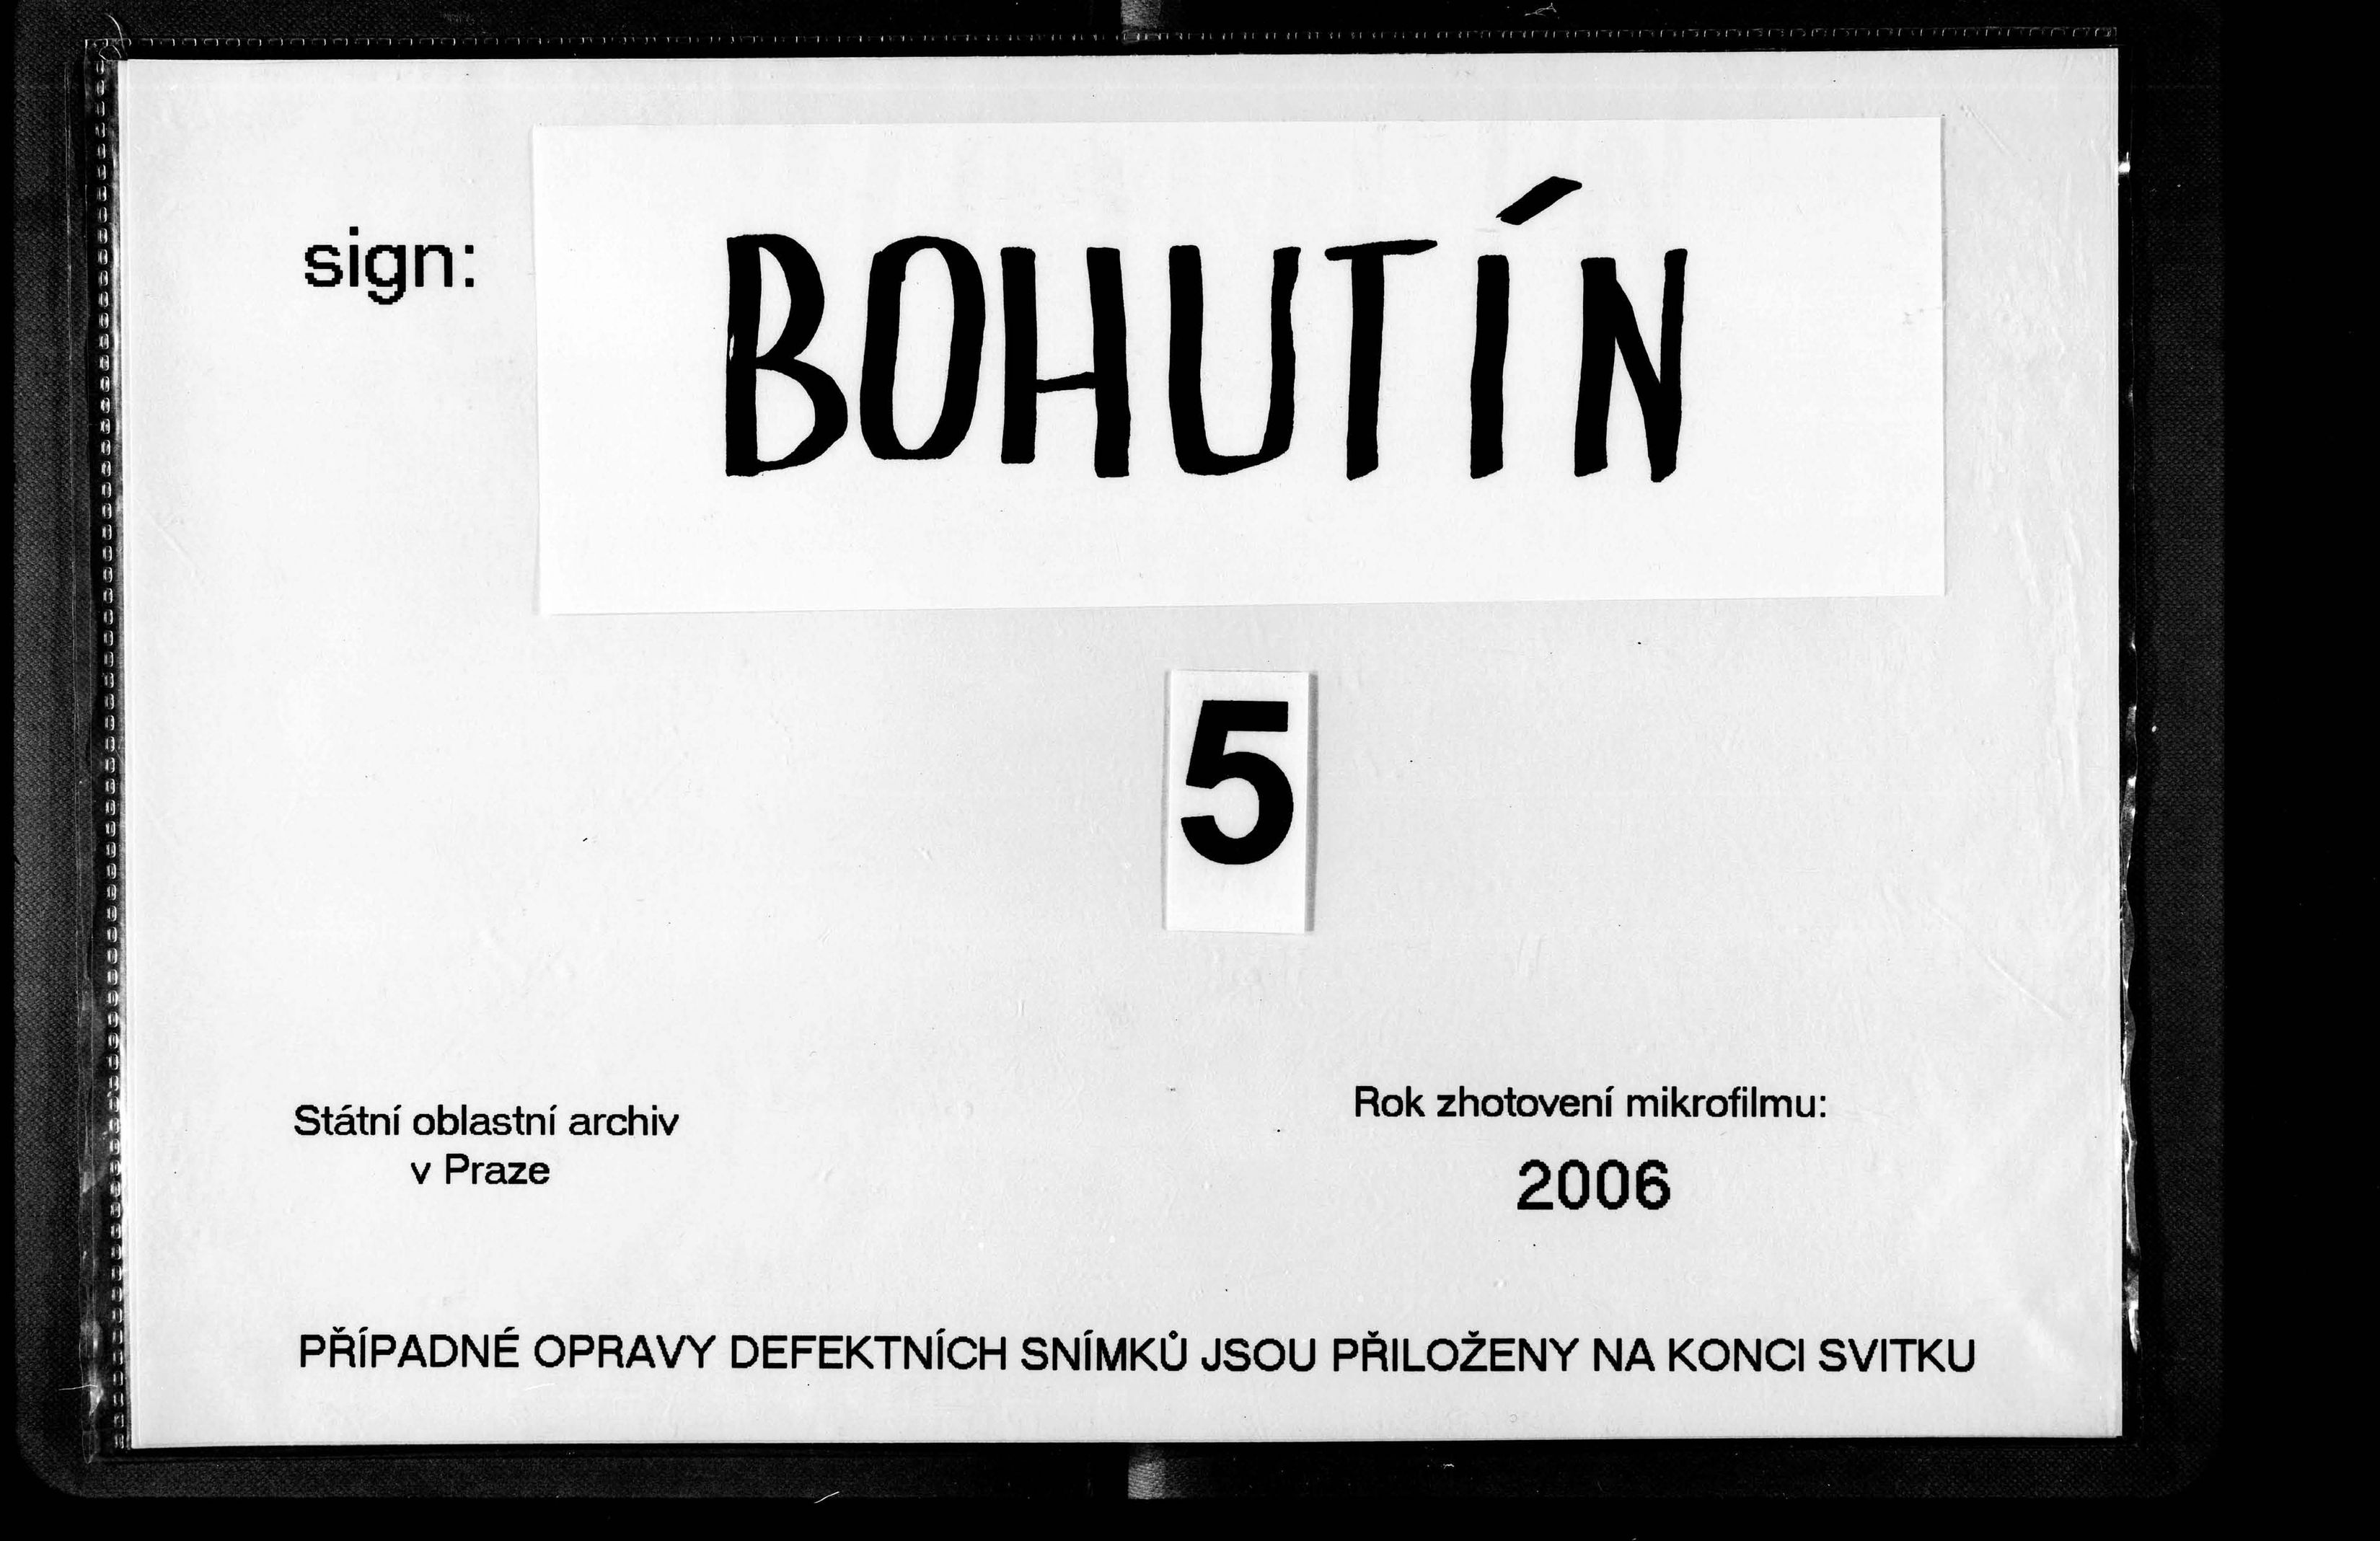 sign:
BOHUTÍN
5
Státní oblastní archiv
v Praze
Rok zhotovení mikrofilmu:
2006
PŘÍPADNÉ OPRAVY DEFEKTNÍCH SNÍMKŮ JSOU PŘILOŽENY NA KONCI SVITKU